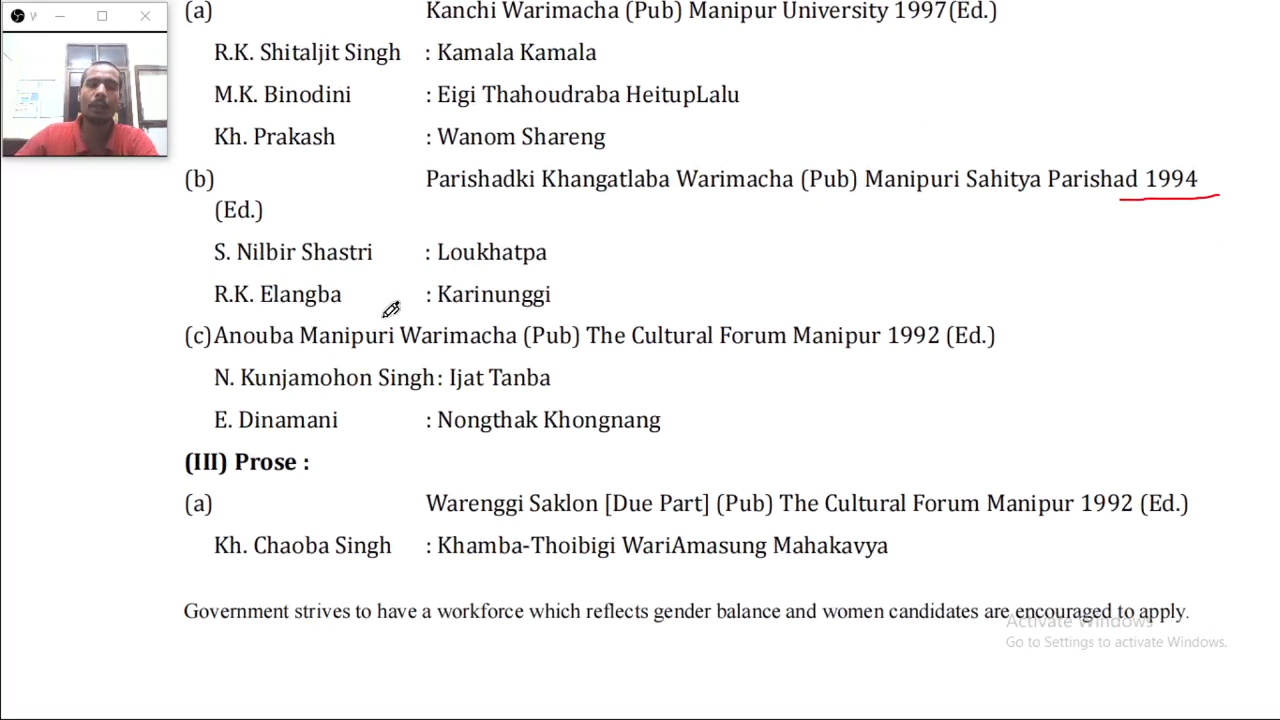 W
(a) Kanchi Warimacha (Pub) Manipur University 1997(Ed.)
R.K. Shitaljit Singh : Kamala Kamala
M.K. Binodini : Eigi Thahoudraba HeitupLalu
Kh. Prakash : Wanom Shareng
(b) Parishadki Khangatlaba Warimacha (Pub) Manipuri Sahitya Parishad 1994
(Ed.)
S. Nilbir Shastri : Loukhatpa
R.K. Elangba : Karinunggi
(c)Anouba Manipuri Warimacha (Pub) The Cultural Forum Manipur 1992 (Ed.)
N. Kunjamohon Singh: Ijat Tanba
E. Dinamani : Nongthak Khongnang
(III) Prose :
(a) Warenggi Saklon [Due Part] (Pub) The Cultural Forum Manipur 1992 (Ed.)
Kh. Chaoba Singh : Khamba-Thoibigi WariAmasung Mahakavya
Government strives to have a workforce which reflects gender balance and women candidates are encouraged to apply.
Activate Windows
Go to Settings to activate Windows.